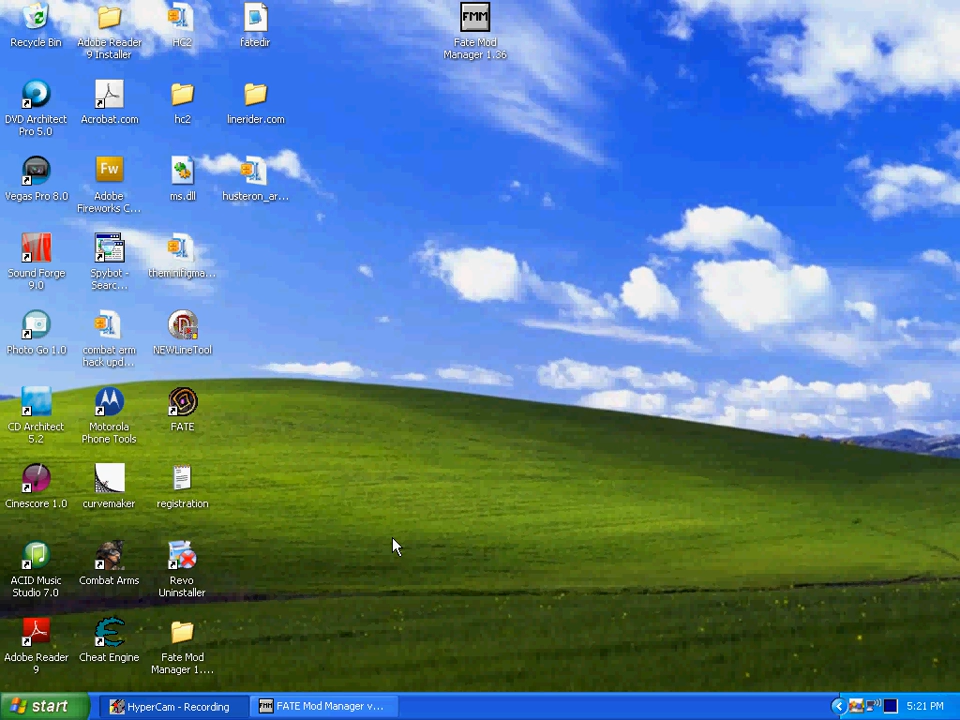 Recycle Bin
Adobe Reader
9 Installer
HC2
fatedir
FMM
Fate Mod
Manager 1.36
DVD Architect
Pro 5.0
Acrobat.com
hc2
linerider.com
Vegas Pro 8.0
Fw
Adobe
Fireworks C...
ms.dll
husteron_ar...
Sound Forge
9.0
Spybot -
Searc...
theminifigma...
Photo Go 1.0
combat arm
hack upd...
NEWLineTool
CD Architect
5.2
Motorola
Phone Tools
FATE
Cinescore 1.0
curvemaker
registration
ACID Music
Studio 7.0
Combat Arms
Revo
Uninstaller
Adobe Reader
9
Cheat Engine
Fate Mod
Manager 1....
start
HyperCam - Recording
FMM
FATE Mod Manager v...
5:21 PM